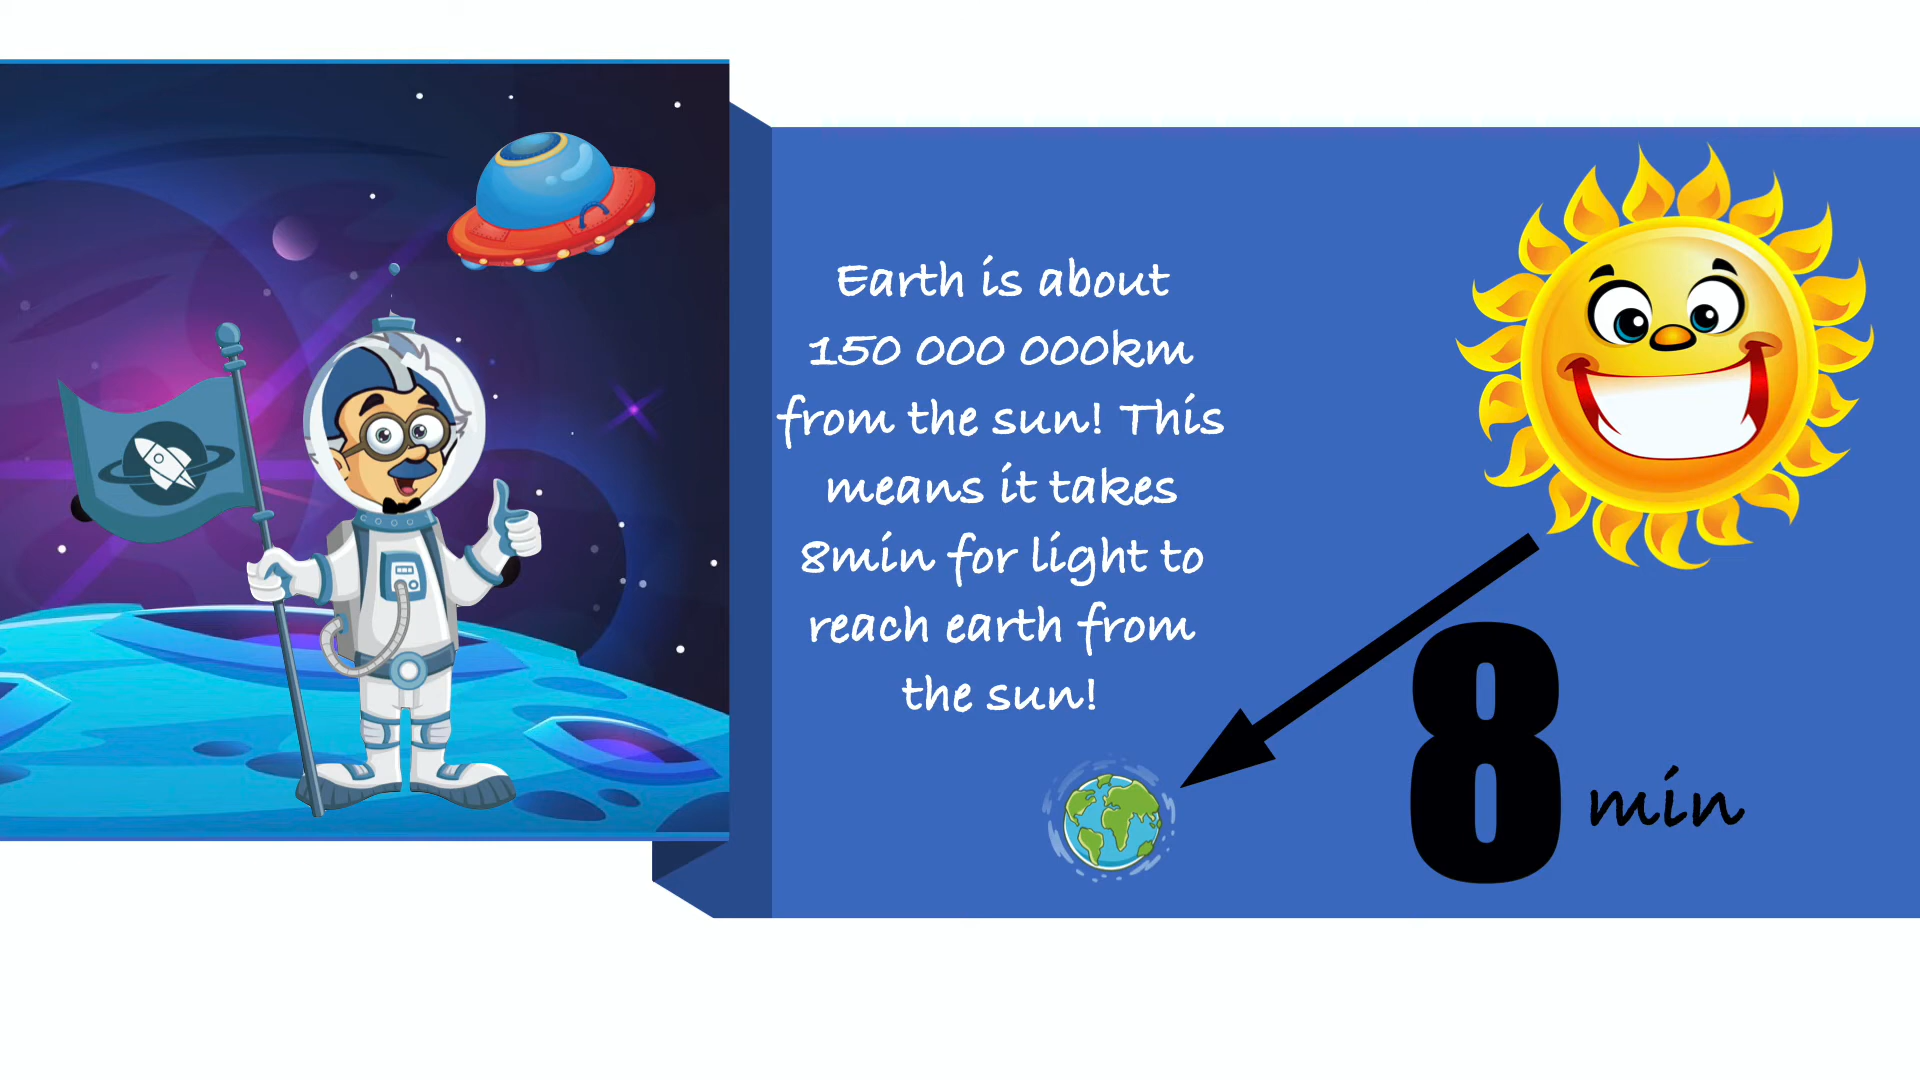 Earth is about
150 000 000km
from the sun! This
means it takes
8min for light to
reach earth from
the sun!
8 min